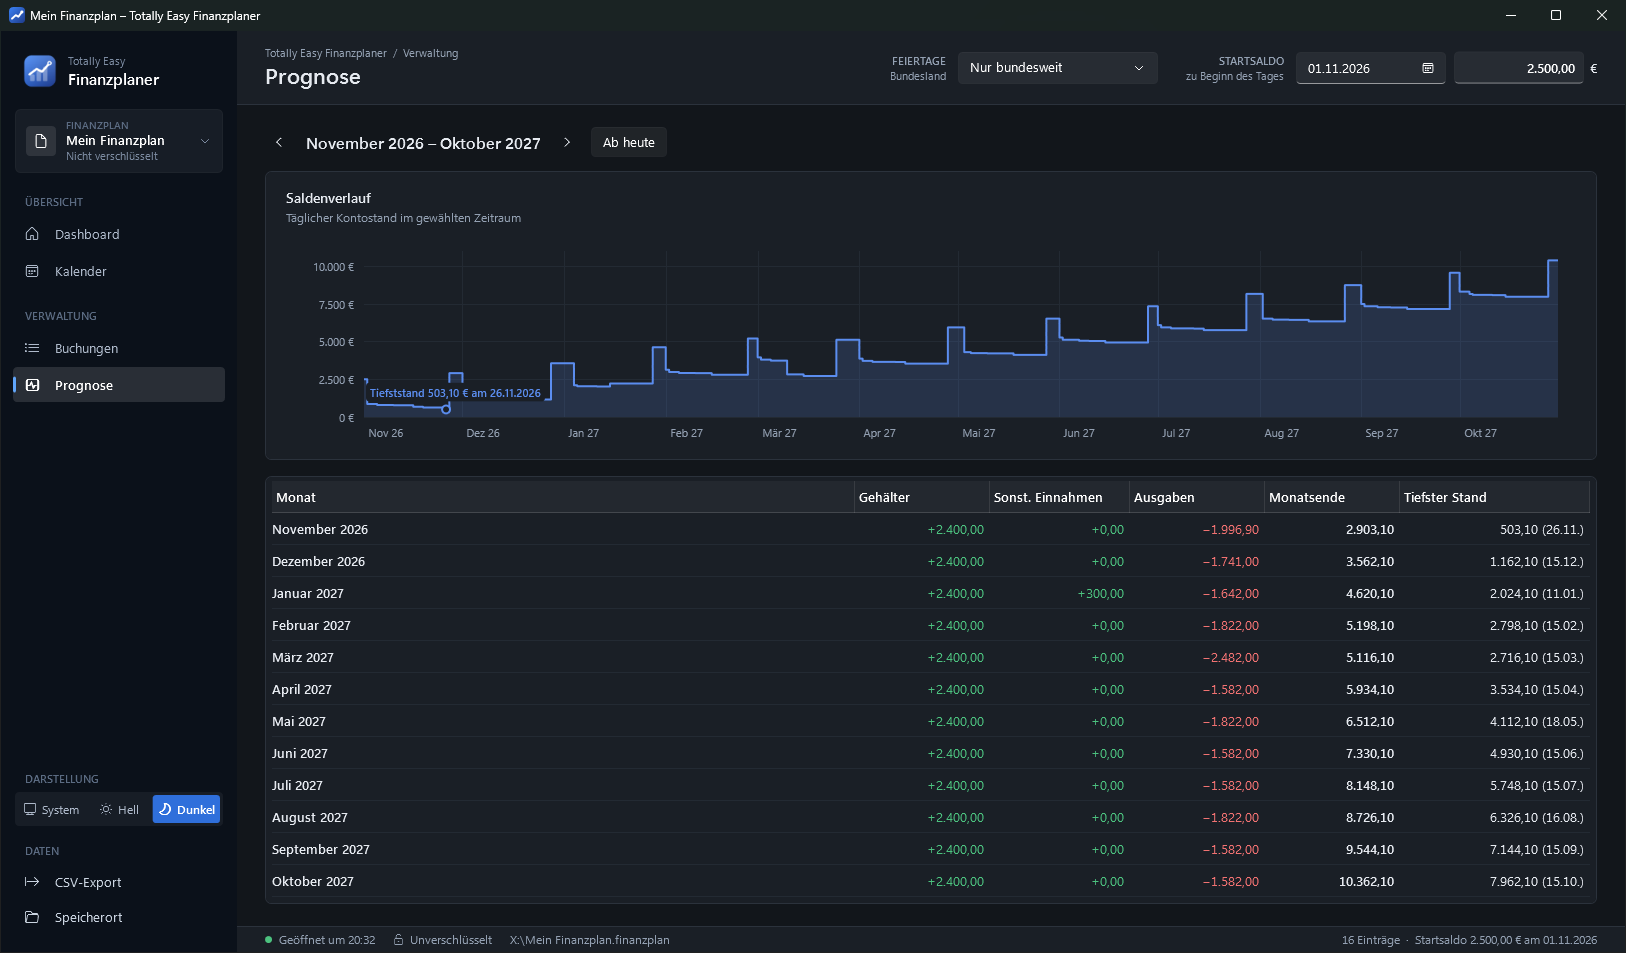 Mein Finanzplan – Totally Easy Finanzplaner
Totally Easy
Finanzplaner
FINANZPLAN
Mein Finanzplan
Nicht verschlüsselt
ÜBERSICHT
Dashboard
Kalender
VERWALTUNG
Buchungen
Prognose
DARSTELLUNG
System Hell Dunkel
DATEN
CSV-Export
Speicherort
Totally Easy Finanzplaner / Verwaltung
Prognose
FEIERTAGE
Bundesland
Nur bundesweit
STARTSALDO
zu Beginn des Tages
01.11.2026
2.500,00 €
November 2026 – Oktober 2027
Ab heute
Saldenverlauf
Täglicher Kontostand im gewählten Zeitraum
10.000 €
7.500 €
5.000 €
2.500 €
0 €
Tiefststand 503,10 € am 26.11.2026
Nov 26 Dez 26 Jan 27 Feb 27 Mär 27 Apr 27 Mai 27 Jun 27 Jul 27 Aug 27 Sep 27 Okt 27
Monat Gehälter Sonst. Einnahmen Ausgaben Monatsende Tiefster Stand
November 2026 +2.400,00 +0,00 −1.996,90 2.903,10 503,10 (26.11.)
Dezember 2026 +2.400,00 +0,00 −1.741,00 3.562,10 1.162,10 (15.12.)
Januar 2027 +2.400,00 +300,00 −1.642,00 4.620,10 2.024,10 (11.01.)
Februar 2027 +2.400,00 +0,00 −1.822,00 5.198,10 2.798,10 (15.02.)
März 2027 +2.400,00 +0,00 −2.482,00 5.116,10 2.716,10 (15.03.)
April 2027 +2.400,00 +0,00 −1.582,00 5.934,10 3.534,10 (15.04.)
Mai 2027 +2.400,00 +0,00 −1.822,00 6.512,10 4.112,10 (18.05.)
Juni 2027 +2.400,00 +0,00 −1.582,00 7.330,10 4.930,10 (15.06.)
Juli 2027 +2.400,00 +0,00 −1.582,00 8.148,10 5.748,10 (15.07.)
August 2027 +2.400,00 +0,00 −1.822,00 8.726,10 6.326,10 (16.08.)
September 2027 +2.400,00 +0,00 −1.582,00 9.544,10 7.144,10 (15.09.)
Oktober 2027 +2.400,00 +0,00 −1.582,00 10.362,10 7.962,10 (15.10.)
Geöffnet um 20:32 Unverschlüsselt X:\Mein Finanzplan.finanzplan
16 Einträge · Startsaldo 2.500,00 € am 01.11.2026